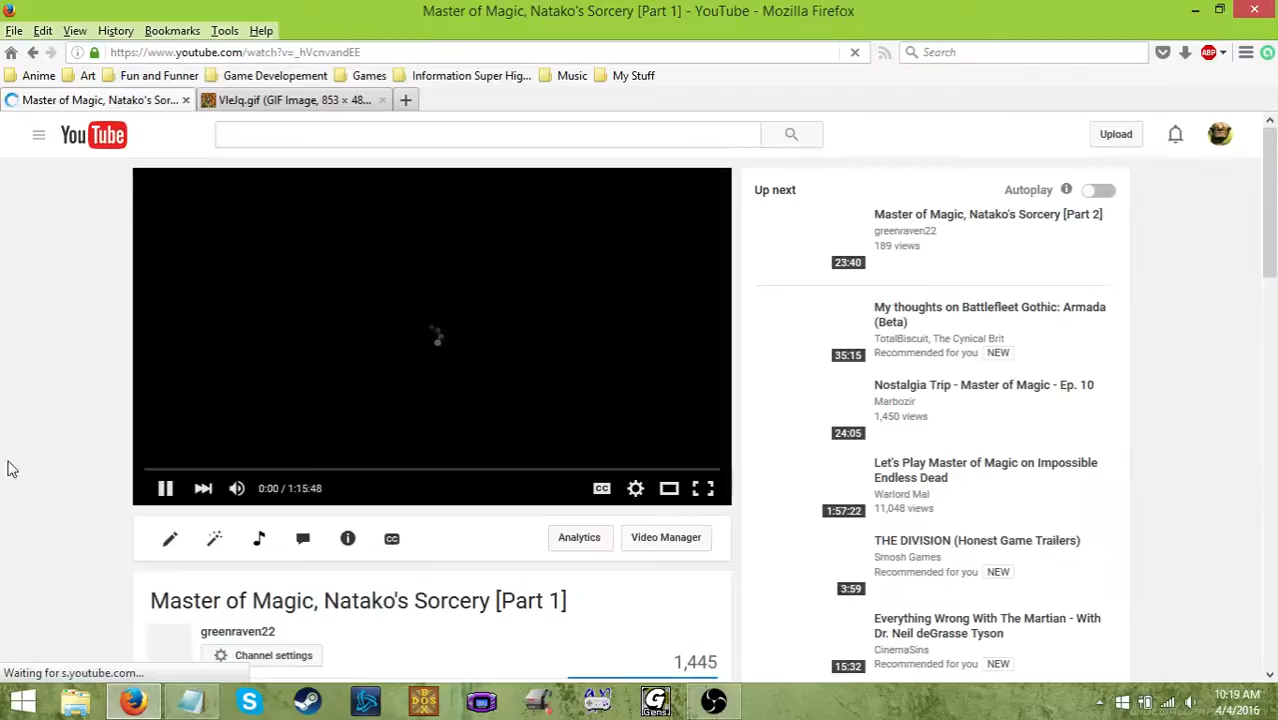 Master of Magic, Natako's Sorcery [Part 1] - YouTube - Mozilla Firefox
File Edit View History Bookmarks Tools Help
https://www.youtube.com/watch?v=_hVcnvandEE
Search
ABP
Anime Art Fun and Funner Game Developement Games Information Super Hig... Music My Stuff
Master of Magic, Natako's Sor... VIeJq.gif (GIF Image, 853 × 48...
YouTube
Upload
Up next
Autoplay
Master of Magic, Natako's Sorcery [Part 2]
greenraven22
189 views
23:40
My thoughts on Battlefleet Gothic: Armada (Beta)
TotalBiscuit, The Cynical Brit
Recommended for you NEW
35:15
Nostalgia Trip - Master of Magic - Ep. 10
Marbozir
1,450 views
24:05
Let's Play Master of Magic on Impossible
Endless Dead
Warlord Mal
11,048 views
1:57:22
THE DIVISION (Honest Game Trailers)
Smosh Games
Recommended for you NEW
3:59
Everything Wrong With The Martian - With
Dr. Neil deGrasse Tyson
CinemaSins
Recommended for you NEW
15:32
0:00 / 1:15:48
CC
CC
Analytics
Video Manager
Master of Magic, Natako's Sorcery [Part 1]
greenraven22
Channel settings
1,445
Waiting for s.youtube.com...
DOS
Gens
10:19 AM
4/4/2016